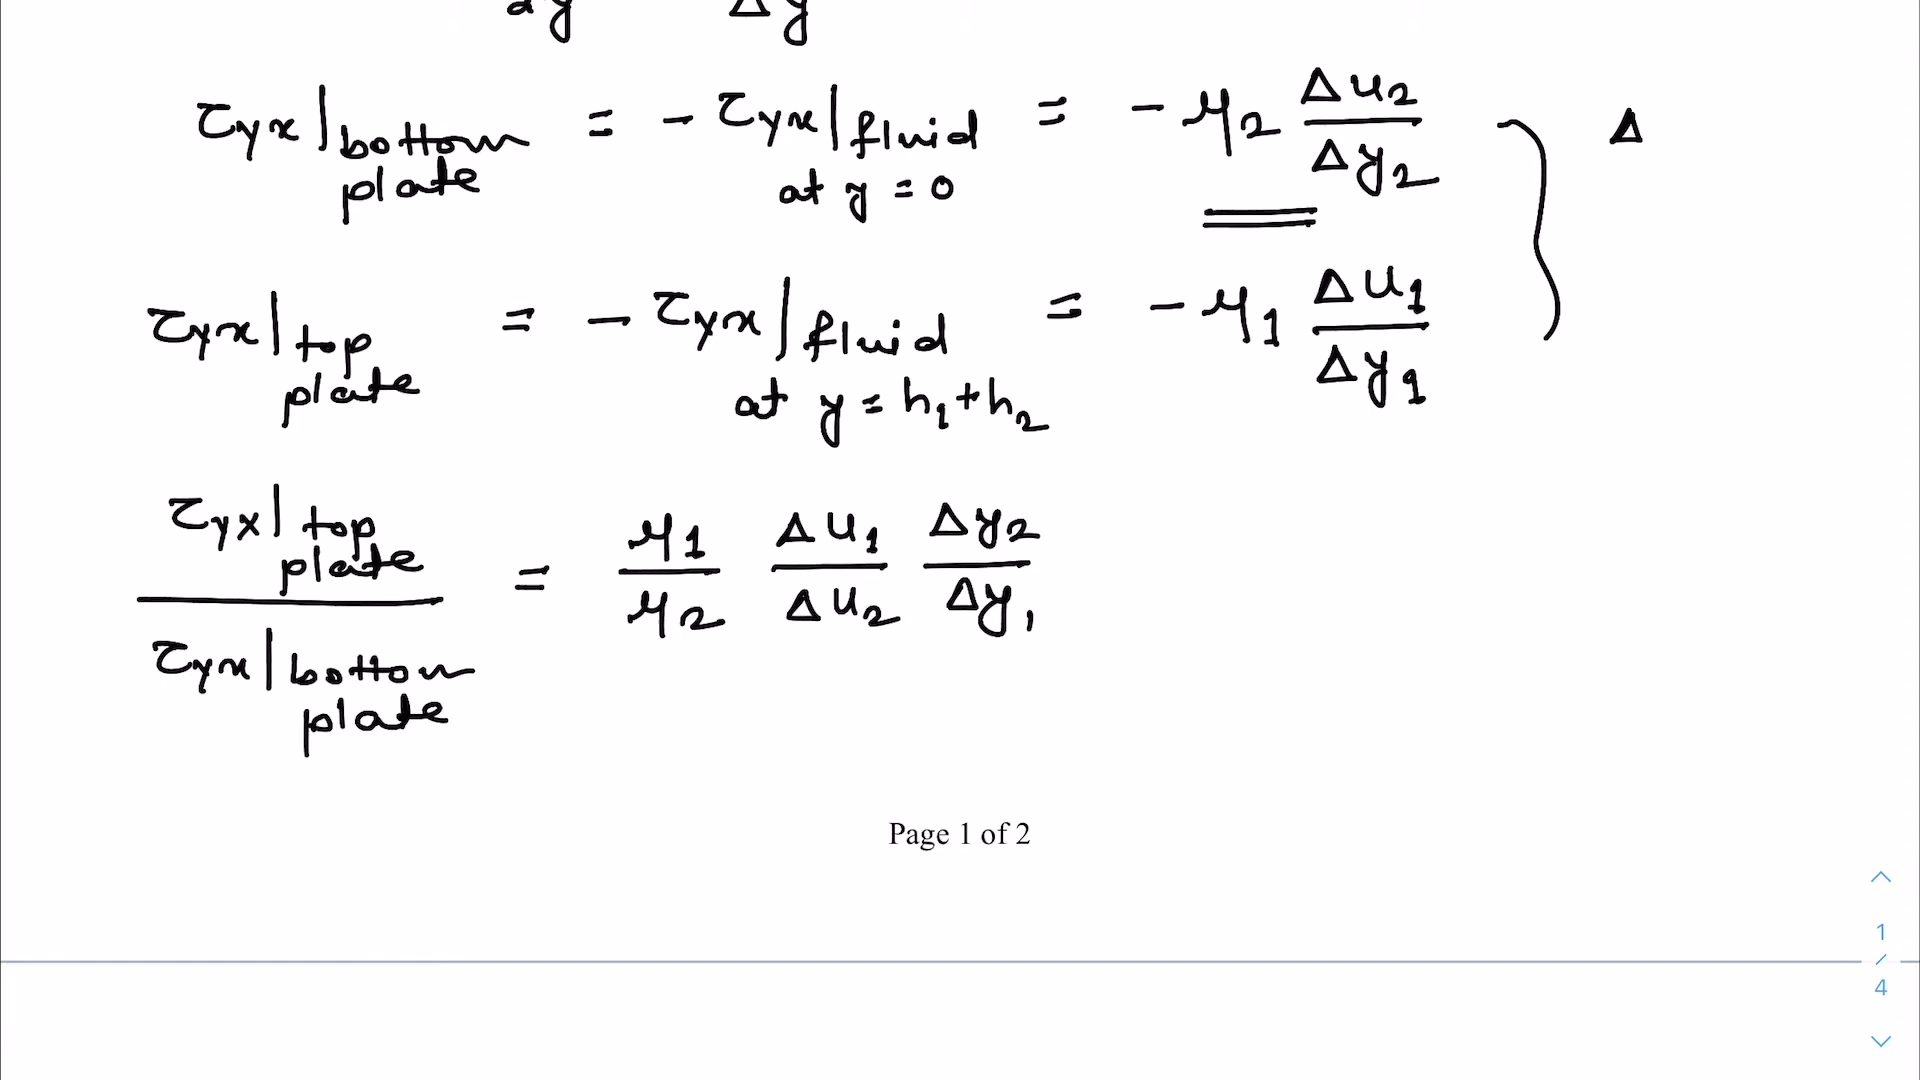 dy Δy
τyx|bottom plate = - τyx|fluid at y = 0 = - μ2 Δu2/Δy2 } Δ
τyx|top plate = - τyx|fluid at y = h1+h2 = - μ1 Δu1/Δy1
τyx|top plate / τyx|bottom plate = μ1/μ2 Δu1/Δu2 Δy2/Δy1
Page 1 of 2
1
/
4